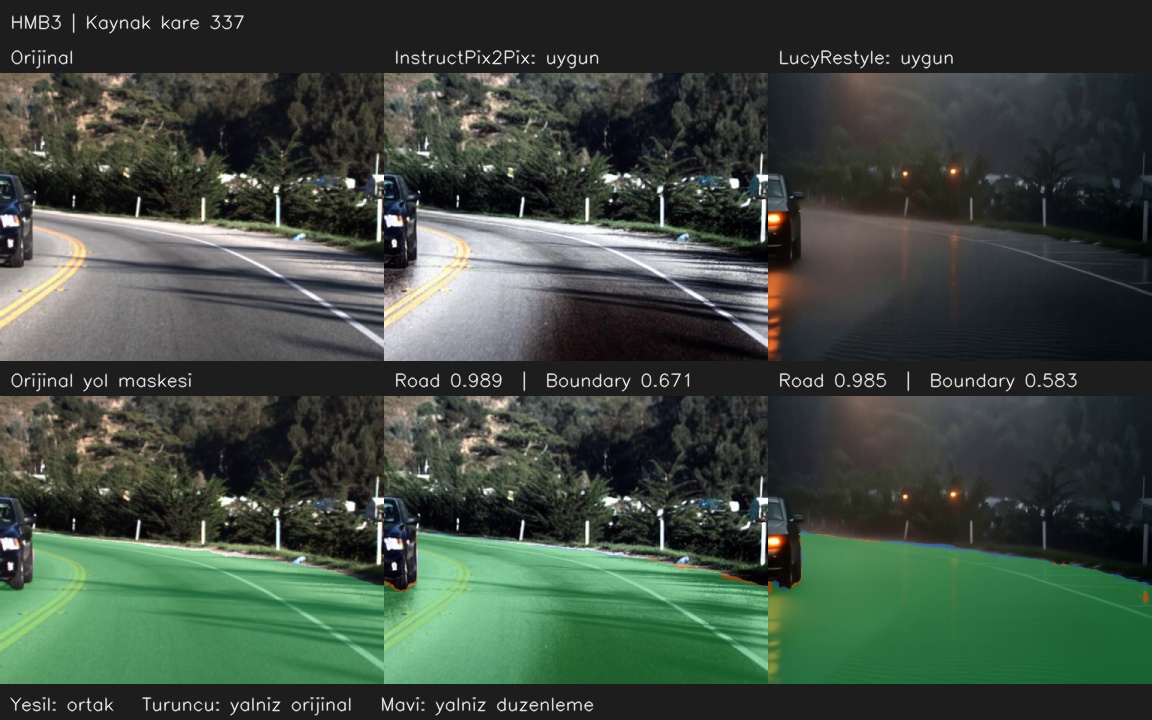 HMB3 | Kaynak kare 337
Orijinal
InstructPix2Pix: uygun
LucyRestyle: uygun
Orijinal yol maskesi
Road 0.989 | Boundary 0.671
Road 0.985 | Boundary 0.583
Yesil: ortak Turuncu: yalniz orijinal Mavi: yalniz duzenleme